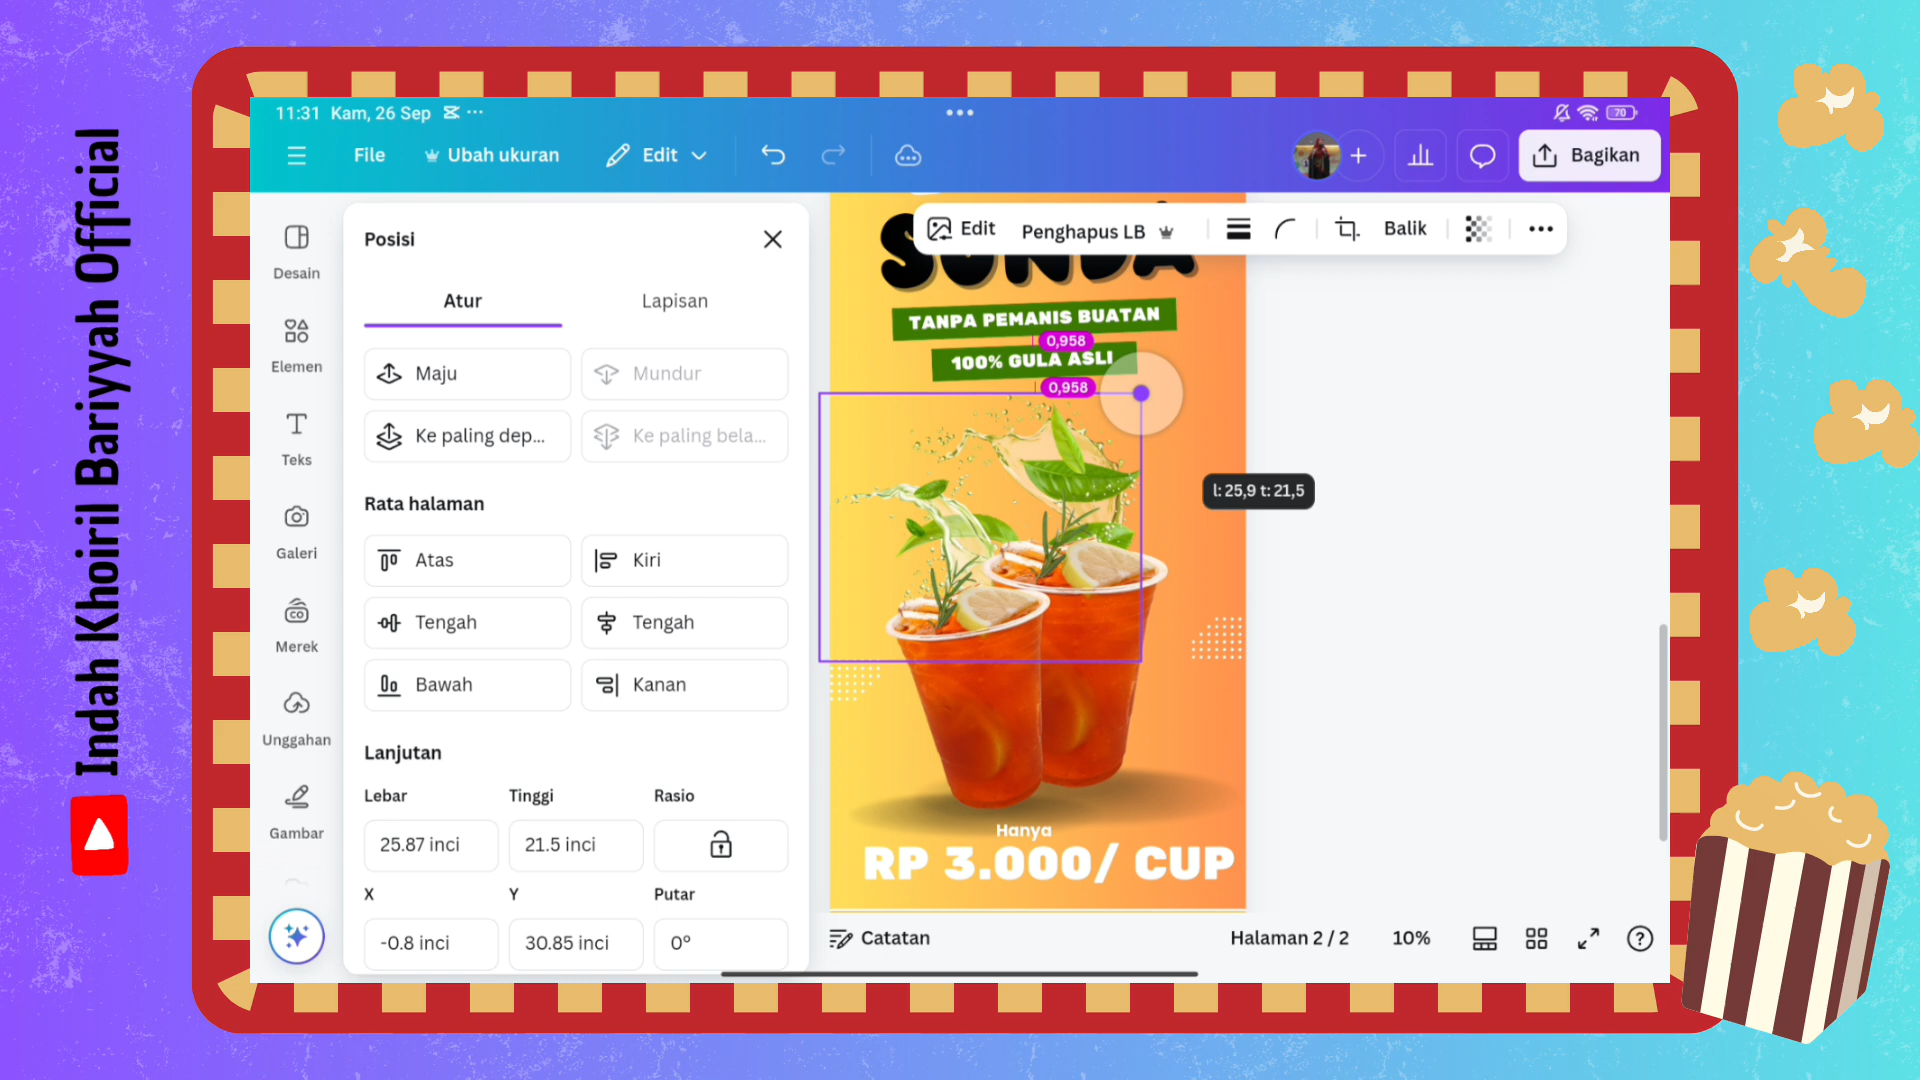 Indah Khoiril Bariyyah Official
11:31 Kam, 26 Sep
70
File
Ubah ukuran
Edit
Bagikan
Desain
Elemen
Teks
Galeri
Merek
Unggahan
Gambar
Posisi
Atur
Lapisan
Maju
Mundur
Ke paling dep...
Ke paling bela...
Rata halaman
Atas
Kiri
Tengah
Tengah
Bawah
Kanan
Lanjutan
Lebar
Tinggi
Rasio
25.87 inci
21.5 inci
X
Y
Putar
-0.8 inci
30.85 inci
0°
Edit
Penghapus LB
Balik
SUNDA
TANPA PEMANIS BUATAN
0,958
100% GULA ASLI
0,958
l: 25,9 t: 21,5
Hanya
RP 3.000/ CUP
Catatan
Halaman 2 / 2
10%